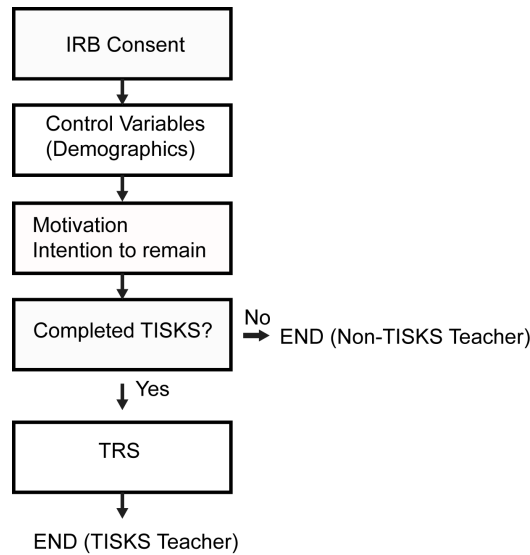 IRB Consent
Control Variables
(Demographics)
Motivation
Intention to remain
Completed TISKS?
No
END (Non-TISKS Teacher)
Yes
TRS
END (TISKS Teacher)